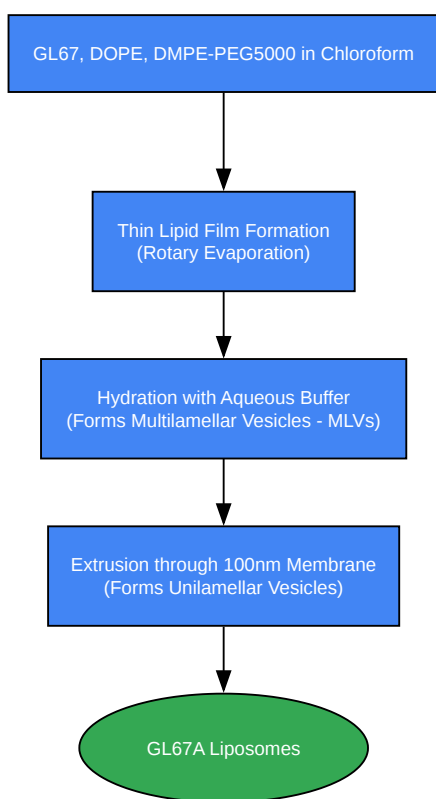 GL67, DOPE, DMPE-PEG5000 in Chloroform
Thin Lipid Film Formation
(Rotary Evaporation)
Hydration with Aqueous Buffer
(Forms Multilamellar Vesicles - MLVs)
Extrusion through 100nm Membrane
(Forms Unilamellar Vesicles)
GL67A Liposomes